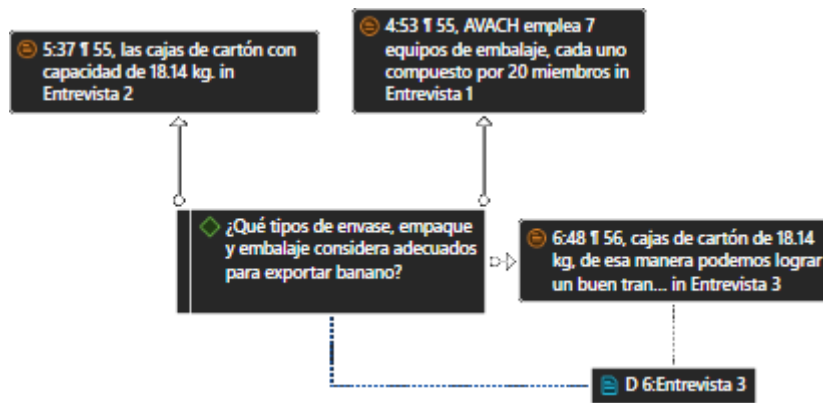 5:37 ¶ 55, las cajas de cartón con
capacidad de 18.14 kg. in
Entrevista 2
4:53 ¶ 55, AVACH emplea 7
equipos de embalaje, cada uno
compuesto por 20 miembros in
Entrevista 1
¿Qué tipos de envase, empaque
y embalaje considera adecuados
para exportar banano?
6:48 ¶ 56, cajas de cartón de 18.14
kg, de esa manera podemos lograr
un buen tran... in Entrevista 3
D 6:Entrevista 3